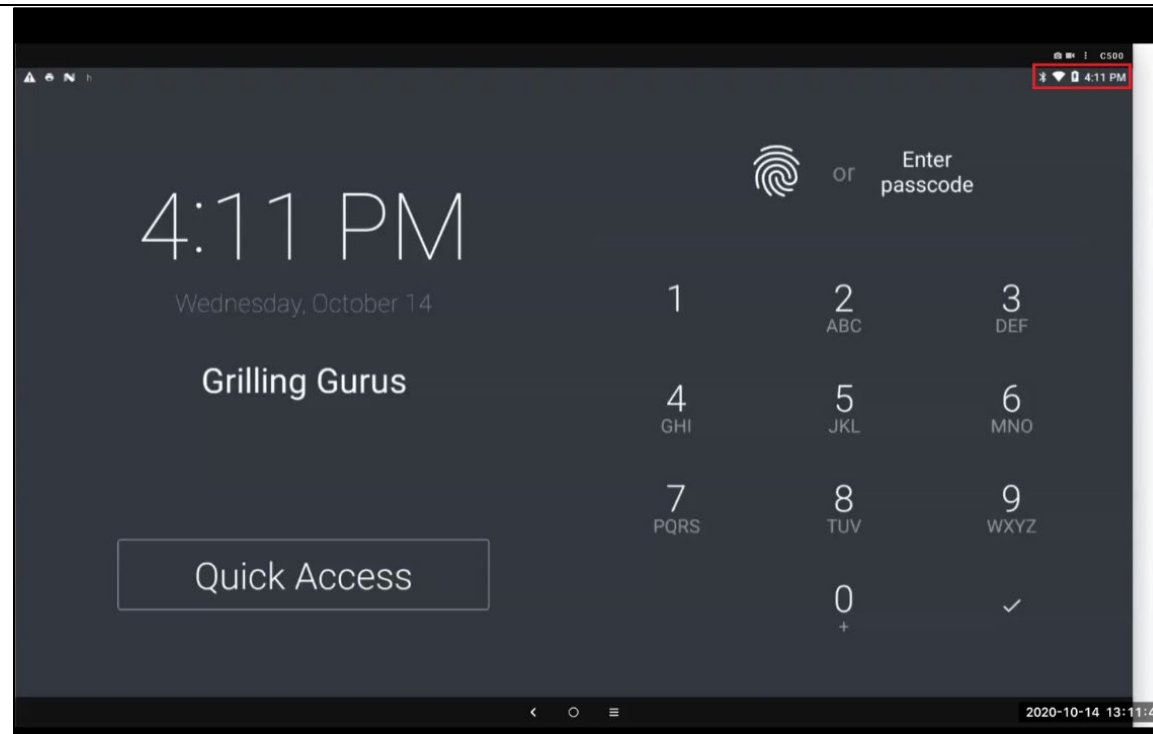 C500
h
4:11 PM
4:11 PM
Wednesday, October 14
Grilling Gurus
Quick Access
or
Enter
passcode
1
2
ABC
3
DEF
4
GHI
5
JKL
6
MNO
7
PQRS
8
TUV
9
WXYZ
0
+
2020-10-14 13:11:4